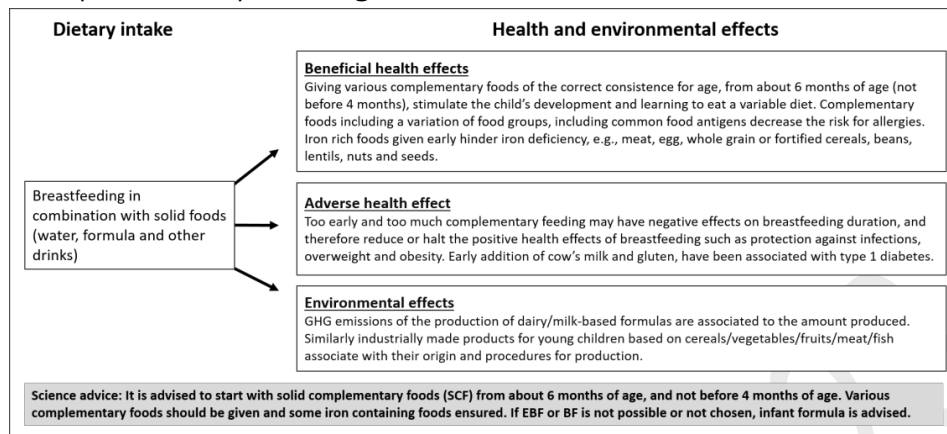 Dietary intake
Health and environmental effects
Beneficial health effects
Giving various complementary foods of the correct consistence for age, from about 6 months of age (not
before 4 months), stimulate the child's development and learning to eat a variable diet. Complementary
foods including a variation of food groups, including common food antigens decrease the risk for allergies.
Iron rich foods given early hinder iron deficiency, e.g., meat, egg, whole grain or fortified cereals, beans,
lentils, nuts and seeds.
Breastfeeding in
combination with solid foods
(water, formula and other
drinks)
Adverse health effect
Too early and too much complementary feeding may have negative effects on breastfeeding duration, and
therefore reduce or halt the positive health effects of breastfeeding such as protection against infections,
overweight and obesity. Early addition of cow's milk and gluten, have been associated with type 1 diabetes.
Environmental effects
GHG emissions of the production of dairy/milk-based formulas are associated to the amount produced.
Similarly industrially made products for young children based on cereals/vegetables/fruits/meat/fish
associate with their origin and procedures for production.
Science advice: It is advised to start with solid complementary foods (SCF) from about 6 months of age, and not before 4 months of age. Various
complementary foods should be given and some iron containing foods ensured. If EBF or BF is not possible or not chosen, infant formula is advised.